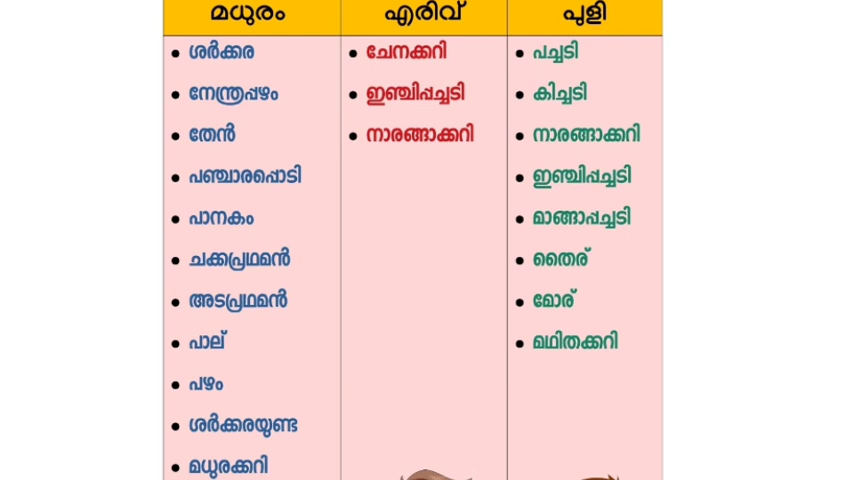 മധുരം എരിവ് പുളി
ശർക്കര ചേനക്കറി പച്ചടി
നേന്ത്രപ്പഴം ഇഞ്ചിപ്പച്ചടി കിച്ചടി
തേൻ നാരങ്ങാക്കറി നാരങ്ങാക്കറി
പഞ്ചാരപ്പൊടി ഇഞ്ചിപ്പച്ചടി
പാനകം മാങ്ങാപ്പച്ചടി
ചക്കപ്രഥമൻ തൈര്
അടപ്രഥമൻ മോര്
പാല് മഥിതക്കറി
പഴം
ശർക്കരയുണ്ട
മധുരക്കറി